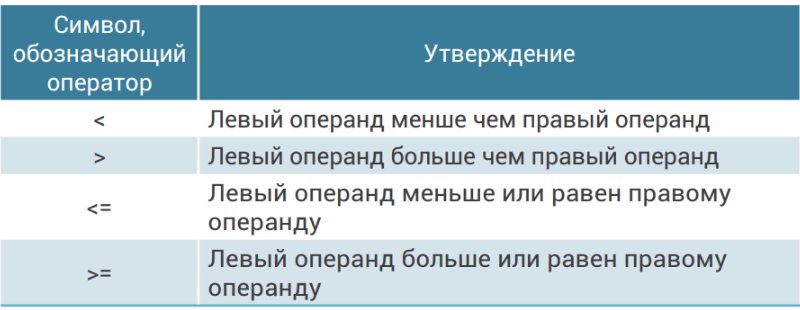 Символ,
обозначающий
оператор
Утверждение
<
Левый операнд менше чем правый операнд
>
Левый операнд больше чем правый операнд
<=
Левый операнд меньше или равен правому
операнду
>=
Левый операнд больше или равен правому
операнду